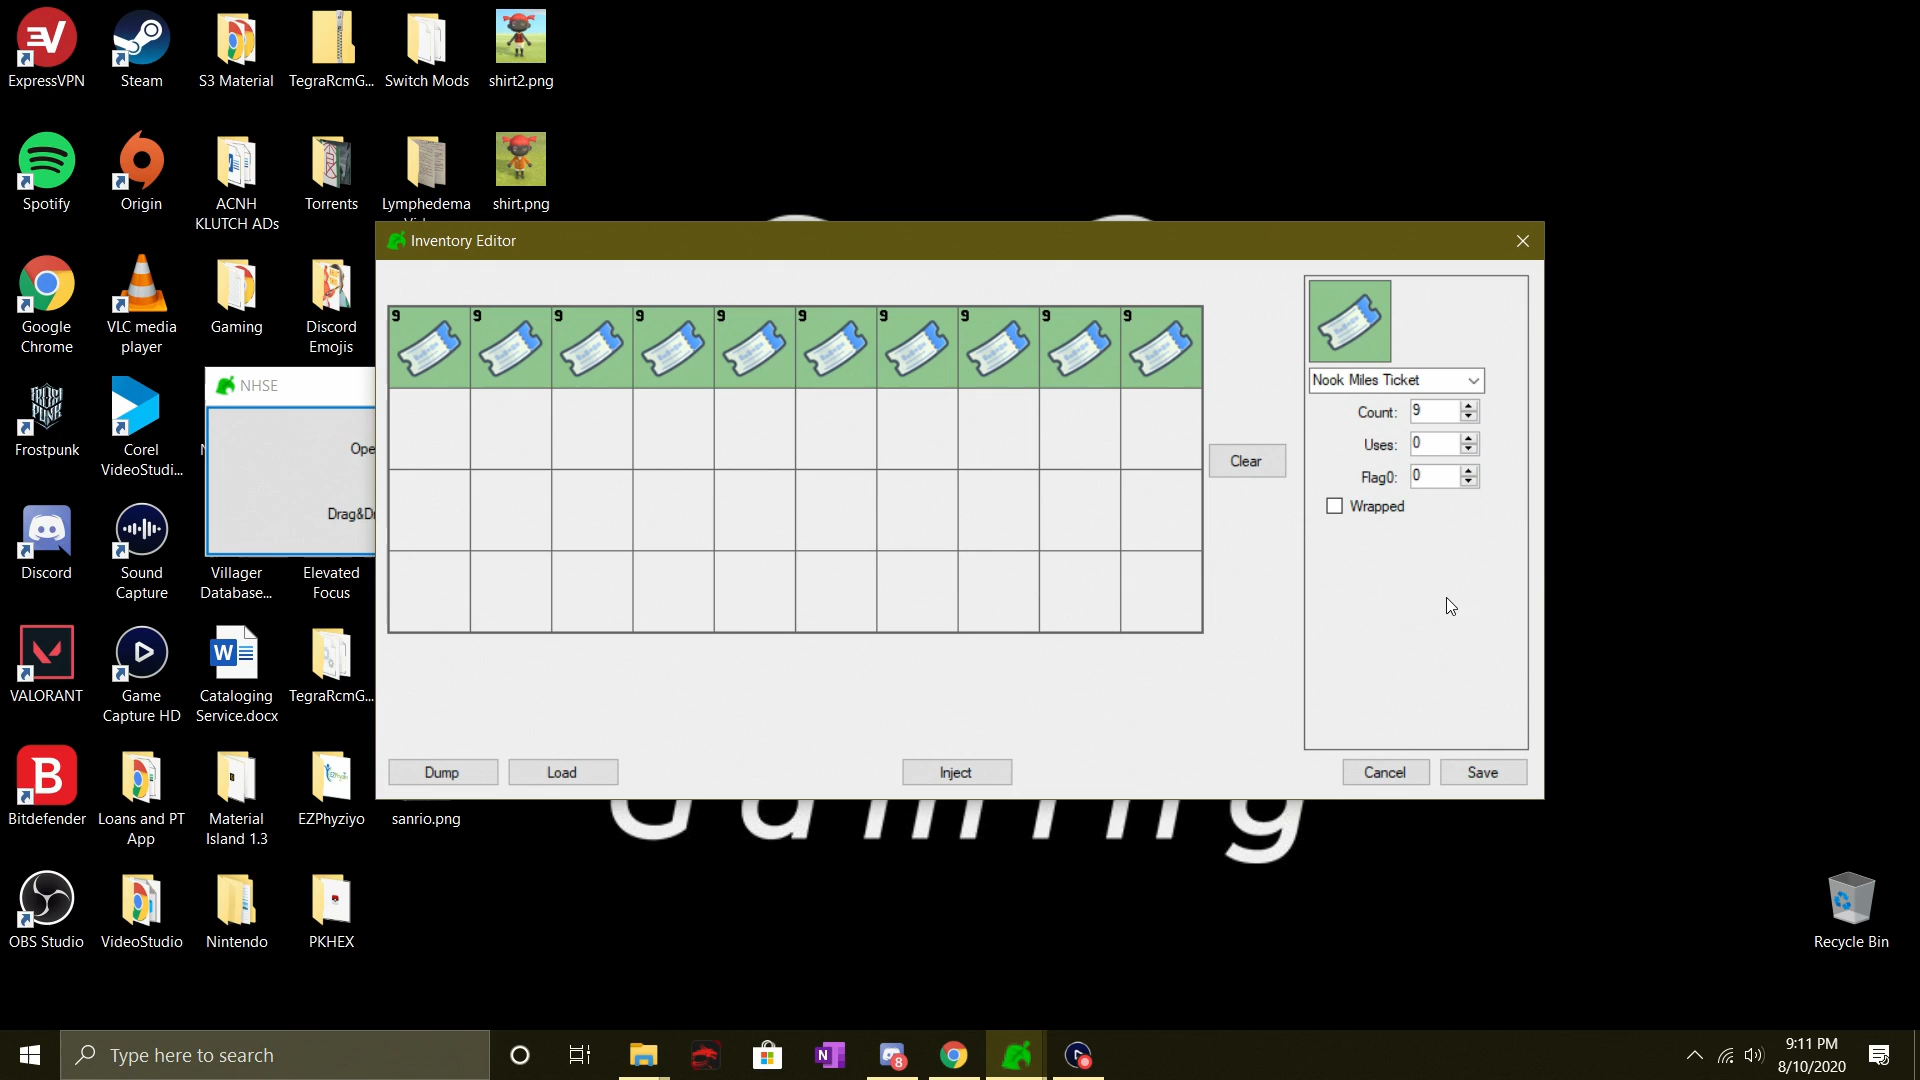 ExpressVPN
Steam
S3 Material
TegraRcmG...
Switch Mods
shirt2.png
Spotify
Origin
ACNH
KLUTCH ADs
Torrents
Lymphedema
shirt.png
Google
Chrome
VLC media
player
Gaming
Discord
Emojis
Inventory Editor
9 9 9 9 9 9 9 9 9 9
Nook Miles Ticket
Count: 9
Uses: 0
Flag0: 0
Wrapped
Clear
Dump
Load
Inject
Cancel
Save
NHSE
Ope
Drag&Dr
Frostpunk
Corel
VideoStudi...
Discord
Sound
Capture
Villager
Database...
Elevated
Focus
VALORANT
Game
Capture HD
Cataloging
Service.docx
TegraRcmG...
Bitdefender
Loans and PT
App
Material
Island 1.3
EZPhyziyo
sanrio.png
Gaming
OBS Studio
VideoStudio
Nintendo
PKHEX
Recycle Bin
Type here to search
8
9:11 PM
8/10/2020